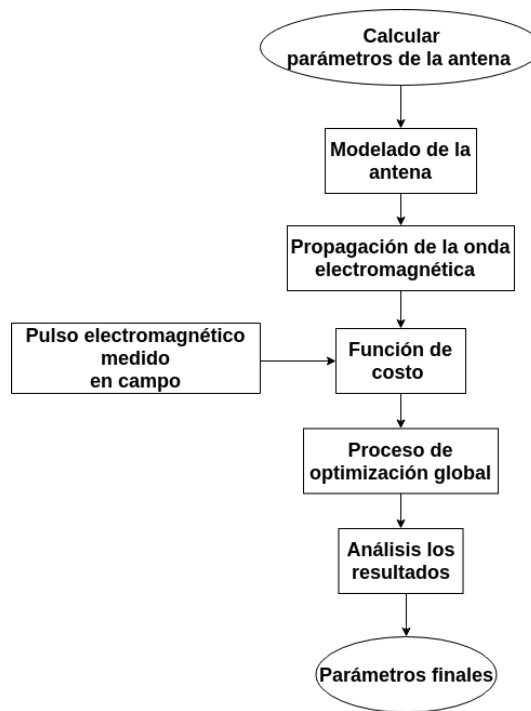 Calcular
parámetros de la antena
Modelado de la
antena
Propagación de la onda
electromagnética
Pulso electromagnético
medido
en campo
Función de
costo
Proceso de
optimización global
Análisis los
resultados
Parámetros finales